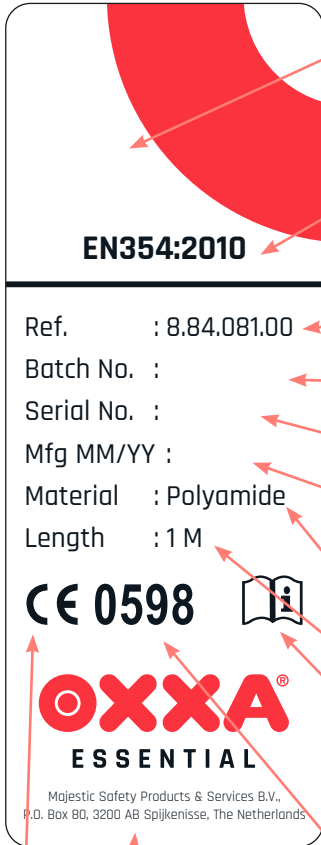 EN354:2010
Ref. : 8.84.081.00
Batch No. :
Serial No. :
Mfg MM/YY :
Material : Polyamide
Length : 1 M
CE 0598
i
OXXA®
ESSENTIAL
Majestic Safety Products & Services B.V.,
P.O. Box 80, 3200 AB Spijkenisse, The Netherlands